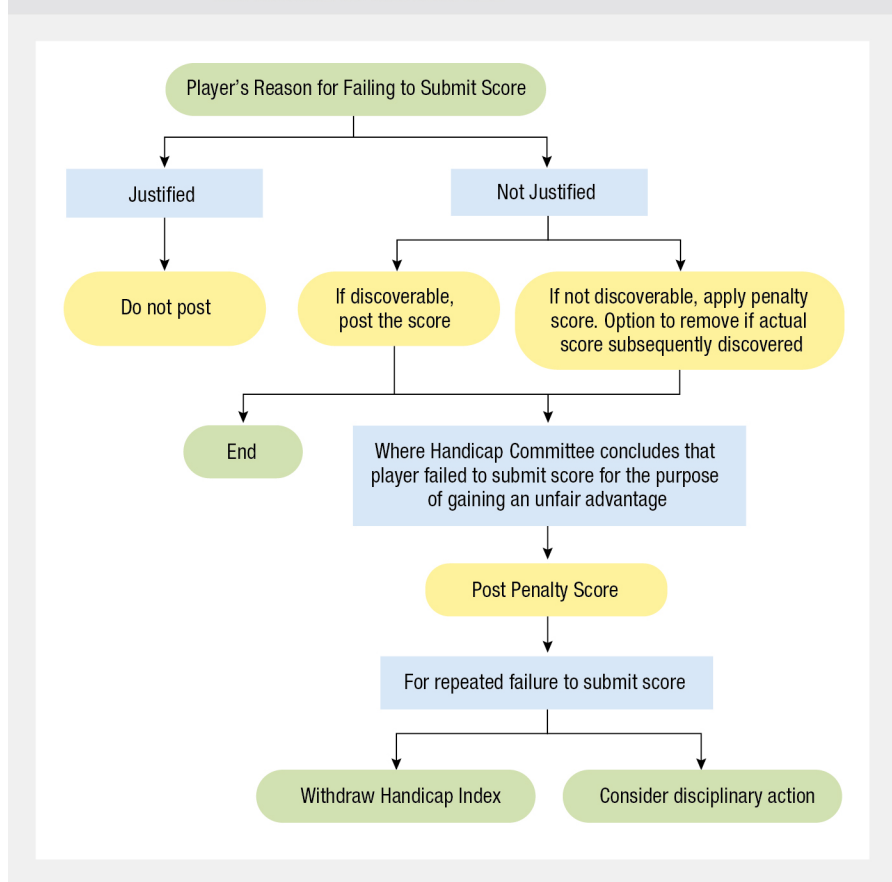 Player’s Reason for Failing to Submit Score
Justified
Not Justified
Do not post
If discoverable,
post the score
If not discoverable, apply penalty
score. Option to remove if actual
score subsequently discovered
End
Where Handicap Committee concludes that
player failed to submit score for the purpose
of gaining an unfair advantage
Post Penalty Score
For repeated failure to submit score
Withdraw Handicap Index
Consider disciplinary action